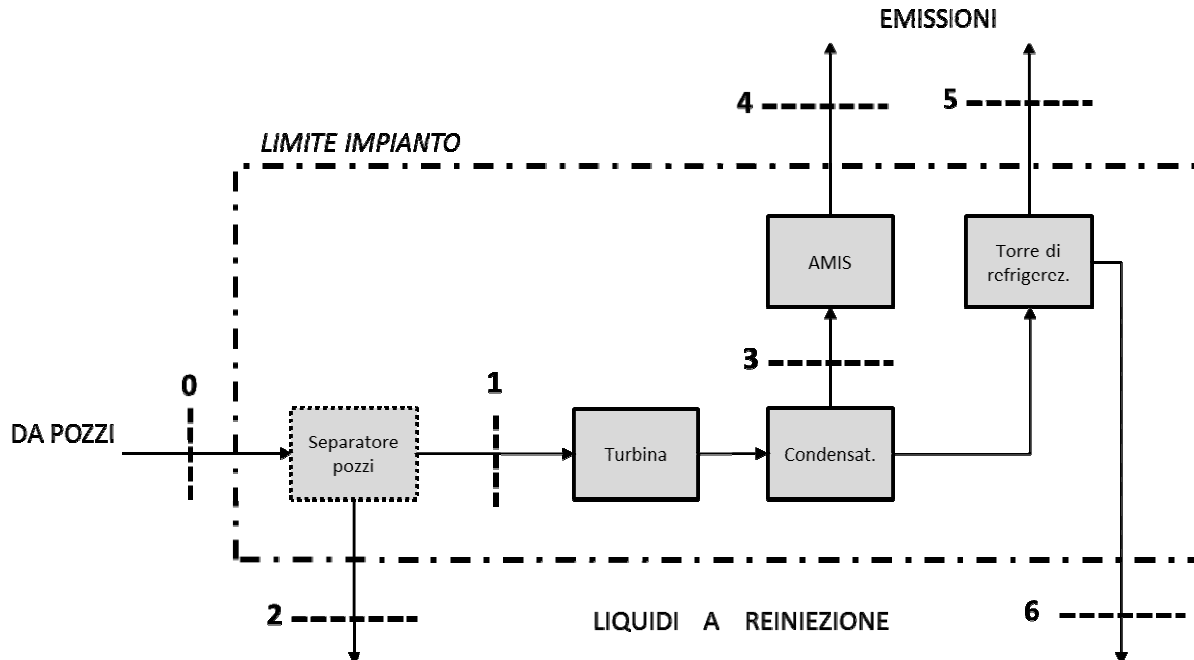 EMISSIONI
4
5
LIMITE IMPIANTO
AMIS
Torre di
refrigerez.
3
0
1
DA POZZI
Separatore
pozzi
Turbina
Condensat.
2
LIQUIDI A REINIEZIONE
6